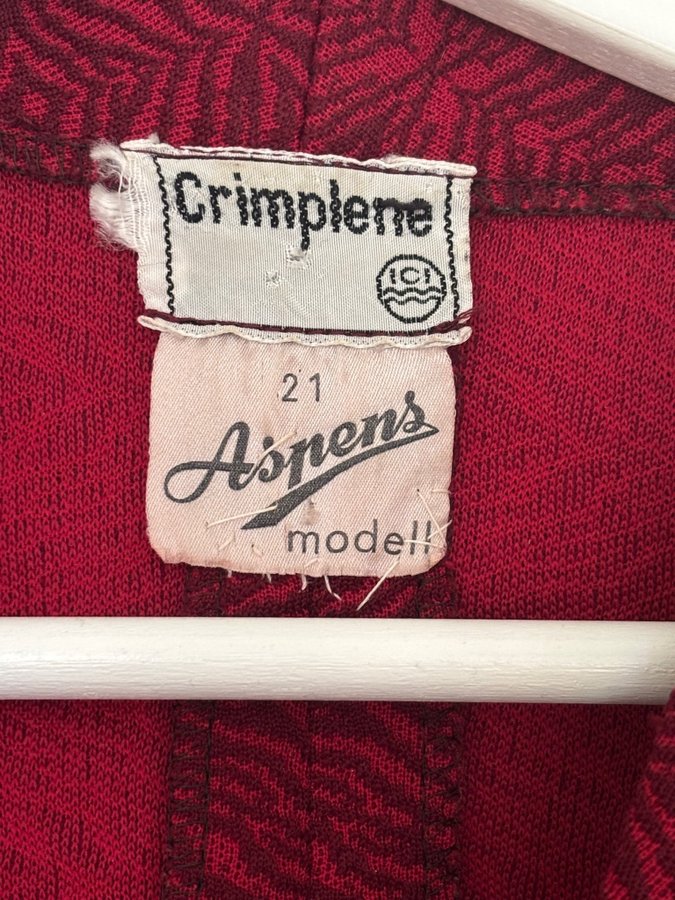 Crimplene
ICI
21
Aspens
modell